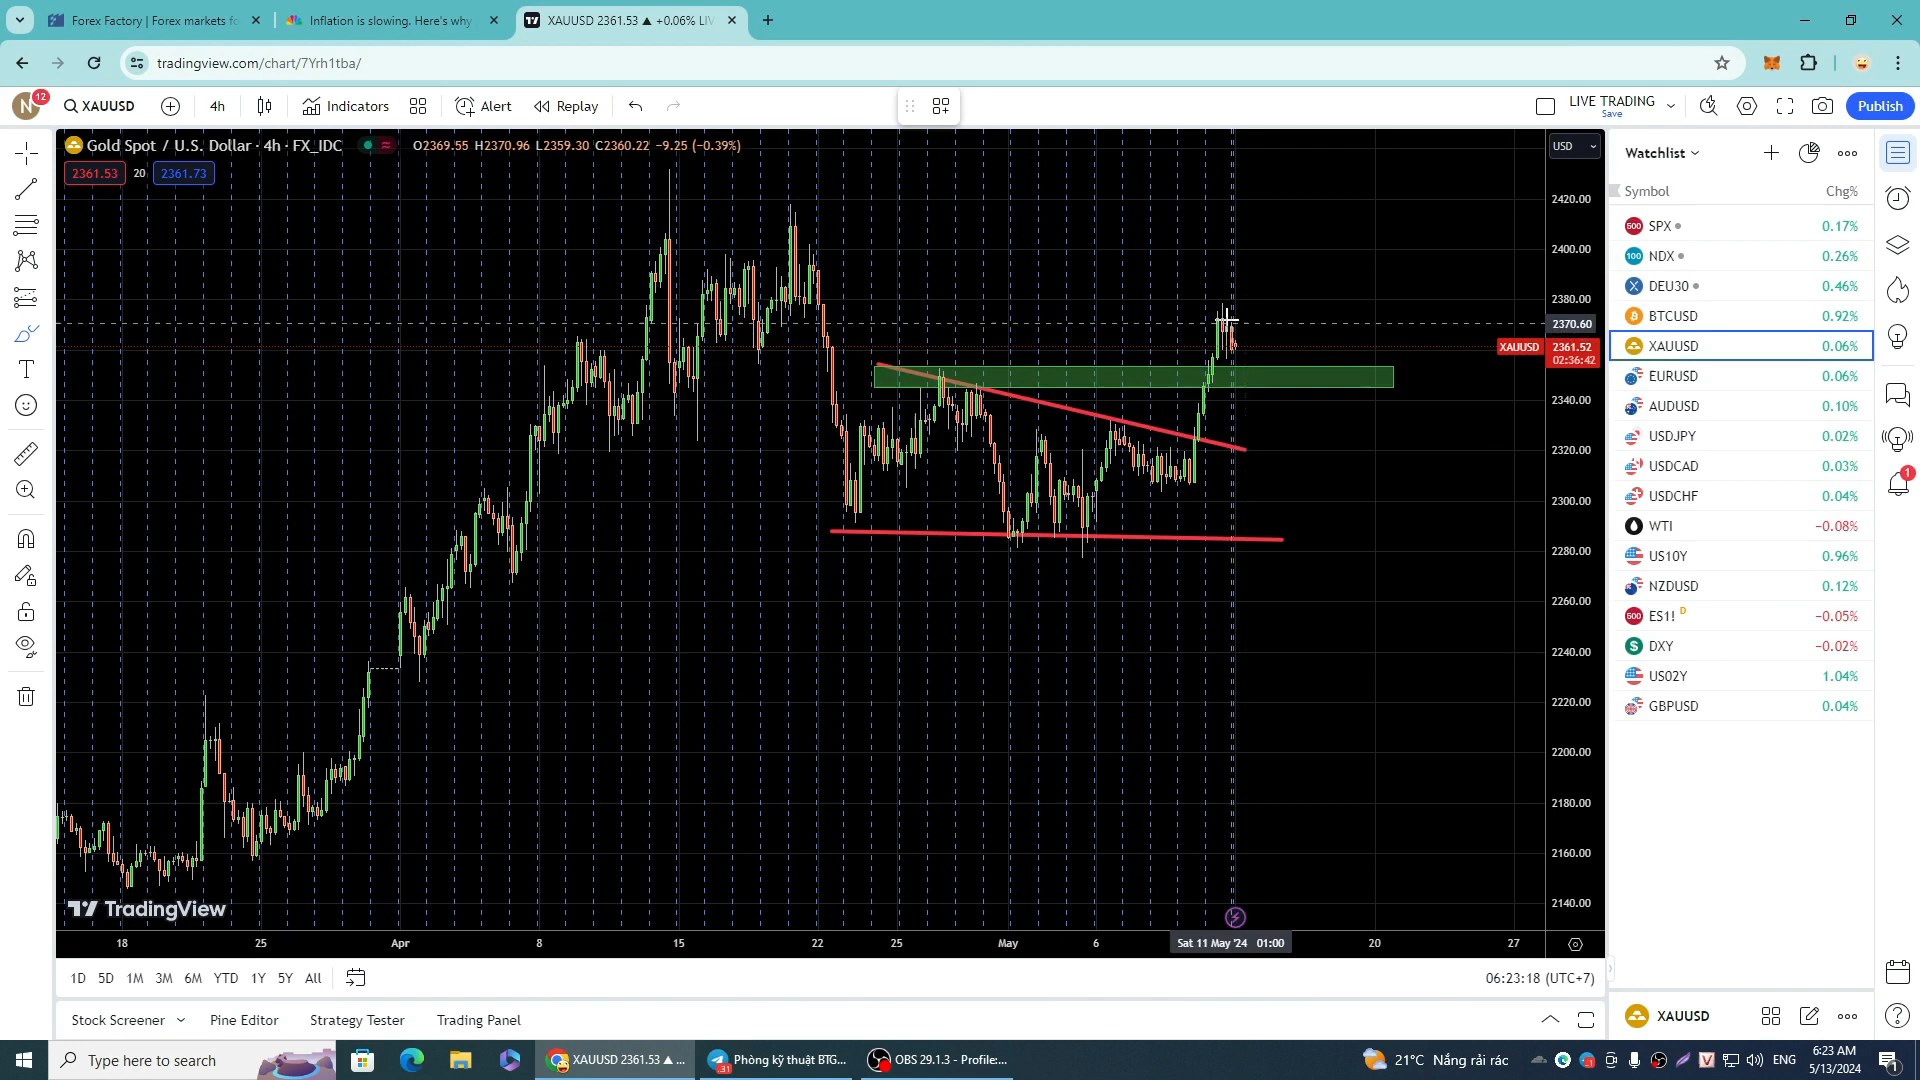 Forex Factory | Forex markets fo
Inflation is slowing. Here's why
XAUUSD 2361.53 ▲ +0.06% LIV
tradingview.com/chart/7Yrh1tba/
N
12
XAUUSD
4h
Indicators
Alert
Replay
LIVE TRADING
Save
Publish
Gold Spot / U.S. Dollar · 4h · FX_IDC
O2369.55 H2370.96 L2359.30 C2360.22 −9.25 (−0.39%)
2361.53
20
2361.73
USD
2420.00
2400.00
2380.00
2370.60
XAUUSD
2361.52
02:36:42
2340.00
2320.00
2300.00
2280.00
2260.00
2240.00
2220.00
2200.00
2180.00
2160.00
2140.00
TradingView
18
25
Apr
8
15
22
25
May
6
Sat 11 May '24 01:00
20
27
1D 5D 1M 3M 6M YTD 1Y 5Y All
06:23:18 (UTC+7)
Stock Screener
Pine Editor
Strategy Tester
Trading Panel
Watchlist
Symbol
Chg%
500 SPX 0.17%
100 NDX 0.26%
DEU30 0.46%
BTCUSD 0.92%
XAUUSD 0.06%
EURUSD 0.06%
AUDUSD 0.10%
USDJPY 0.02%
USDCAD 0.03%
USDCHF 0.04%
WTI −0.08%
US10Y 0.96%
NZDUSD 0.12%
500 ES1! D −0.05%
DXY −0.02%
US02Y 1.04%
GBPUSD 0.04%
1
XAUUSD
Type here to search
XAUUSD 2361.53 ▲ ...
31
Phòng kỹ thuật BTG...
OBS 29.1.3 - Profile:...
21°C Nắng rải rác
ENG
6:23 AM
5/13/2024
1